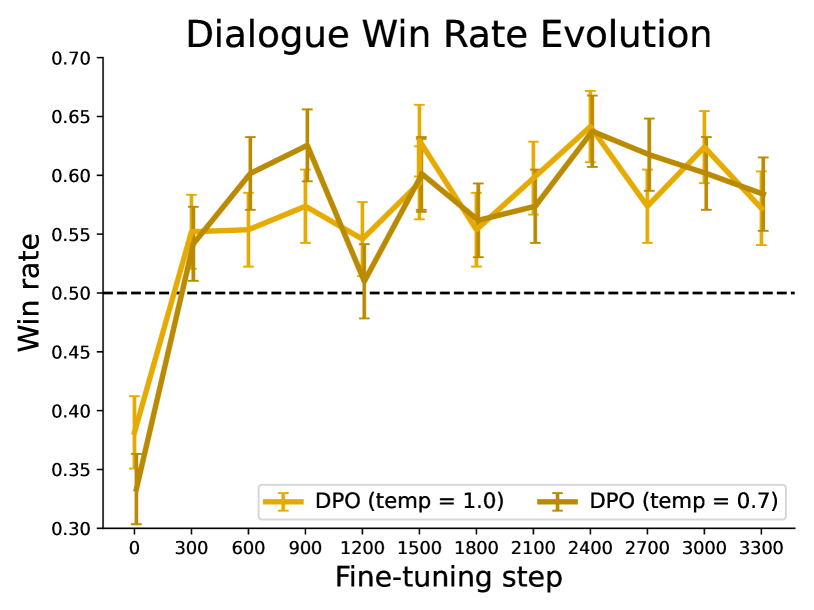 Dialogue Win Rate Evolution
0.70
0.65
0.60
0.55
0.50
0.45
0.40
0.35
0.30
Win rate
DPO (temp = 1.0) DPO (temp = 0.7)
0 300 600 900 1200 1500 1800 2100 2400 2700 3000 3300
Fine-tuning step